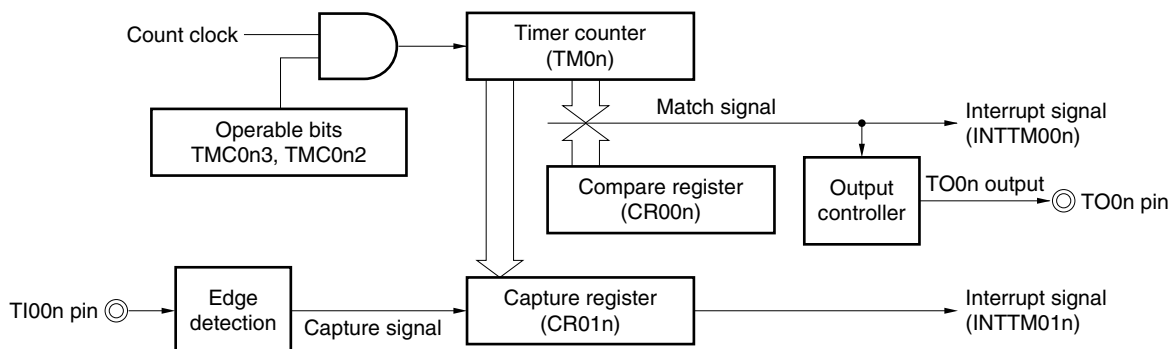 Count clock
Timer counter
(TM0n)
Operable bits
TMC0n3, TMC0n2
Match signal
Interrupt signal
(INTTM00n)
Compare register
(CR00n)
Output
controller
TO0n output
TO0n pin
TI00n pin
Edge
detection
Capture signal
Capture register
(CR01n)
Interrupt signal
(INTTM01n)